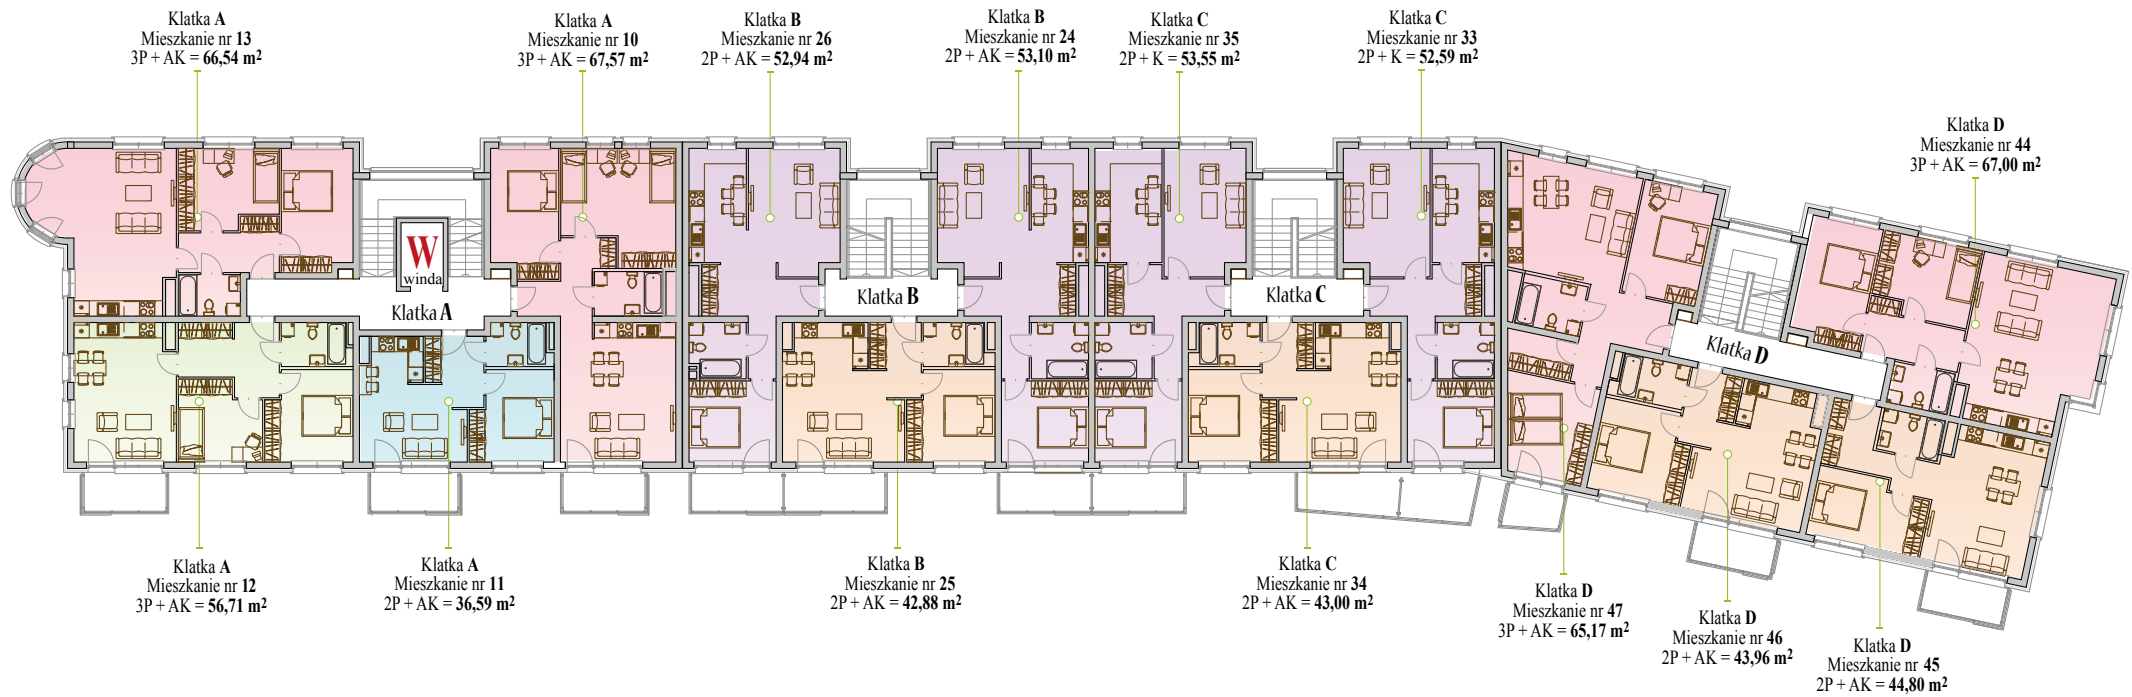 Klatka A
Mieszkanie nr 13
3P + AK = 66,54 m²
Klatka A
Mieszkanie nr 10
3P + AK = 67,57 m²
Klatka B
Mieszkanie nr 26
2P + AK = 52,94 m²
Klatka B
Mieszkanie nr 24
2P + AK = 53,10 m²
Klatka C
Mieszkanie nr 35
2P + K = 53,55 m²
Klatka C
Mieszkanie nr 33
2P + K = 52,59 m²
Klatka D
Mieszkanie nr 44
3P + AK = 67,00 m²
W
winda
Klatka A
Klatka B
Klatka C
Klatka D
Klatka A
Mieszkanie nr 12
3P + AK = 56,71 m²
Klatka A
Mieszkanie nr 11
2P + AK = 36,59 m²
Klatka B
Mieszkanie nr 25
2P + AK = 42,88 m²
Klatka C
Mieszkanie nr 34
2P + AK = 43,00 m²
Klatka D
Mieszkanie nr 47
3P + AK = 65,17 m²
Klatka D
Mieszkanie nr 46
2P + AK = 43,96 m²
Klatka D
Mieszkanie nr 45
2P + AK = 44,80 m²